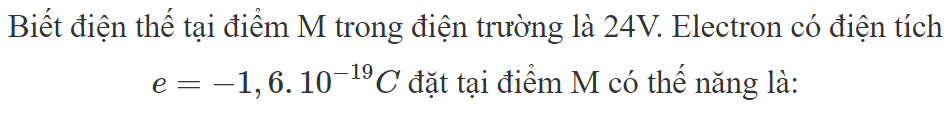 Biết điện thế tại điểm M trong điện trường là 24V. Electron có điện tích
e = −1,6. 10⁻¹⁹C đặt tại điểm M có thế năng là: